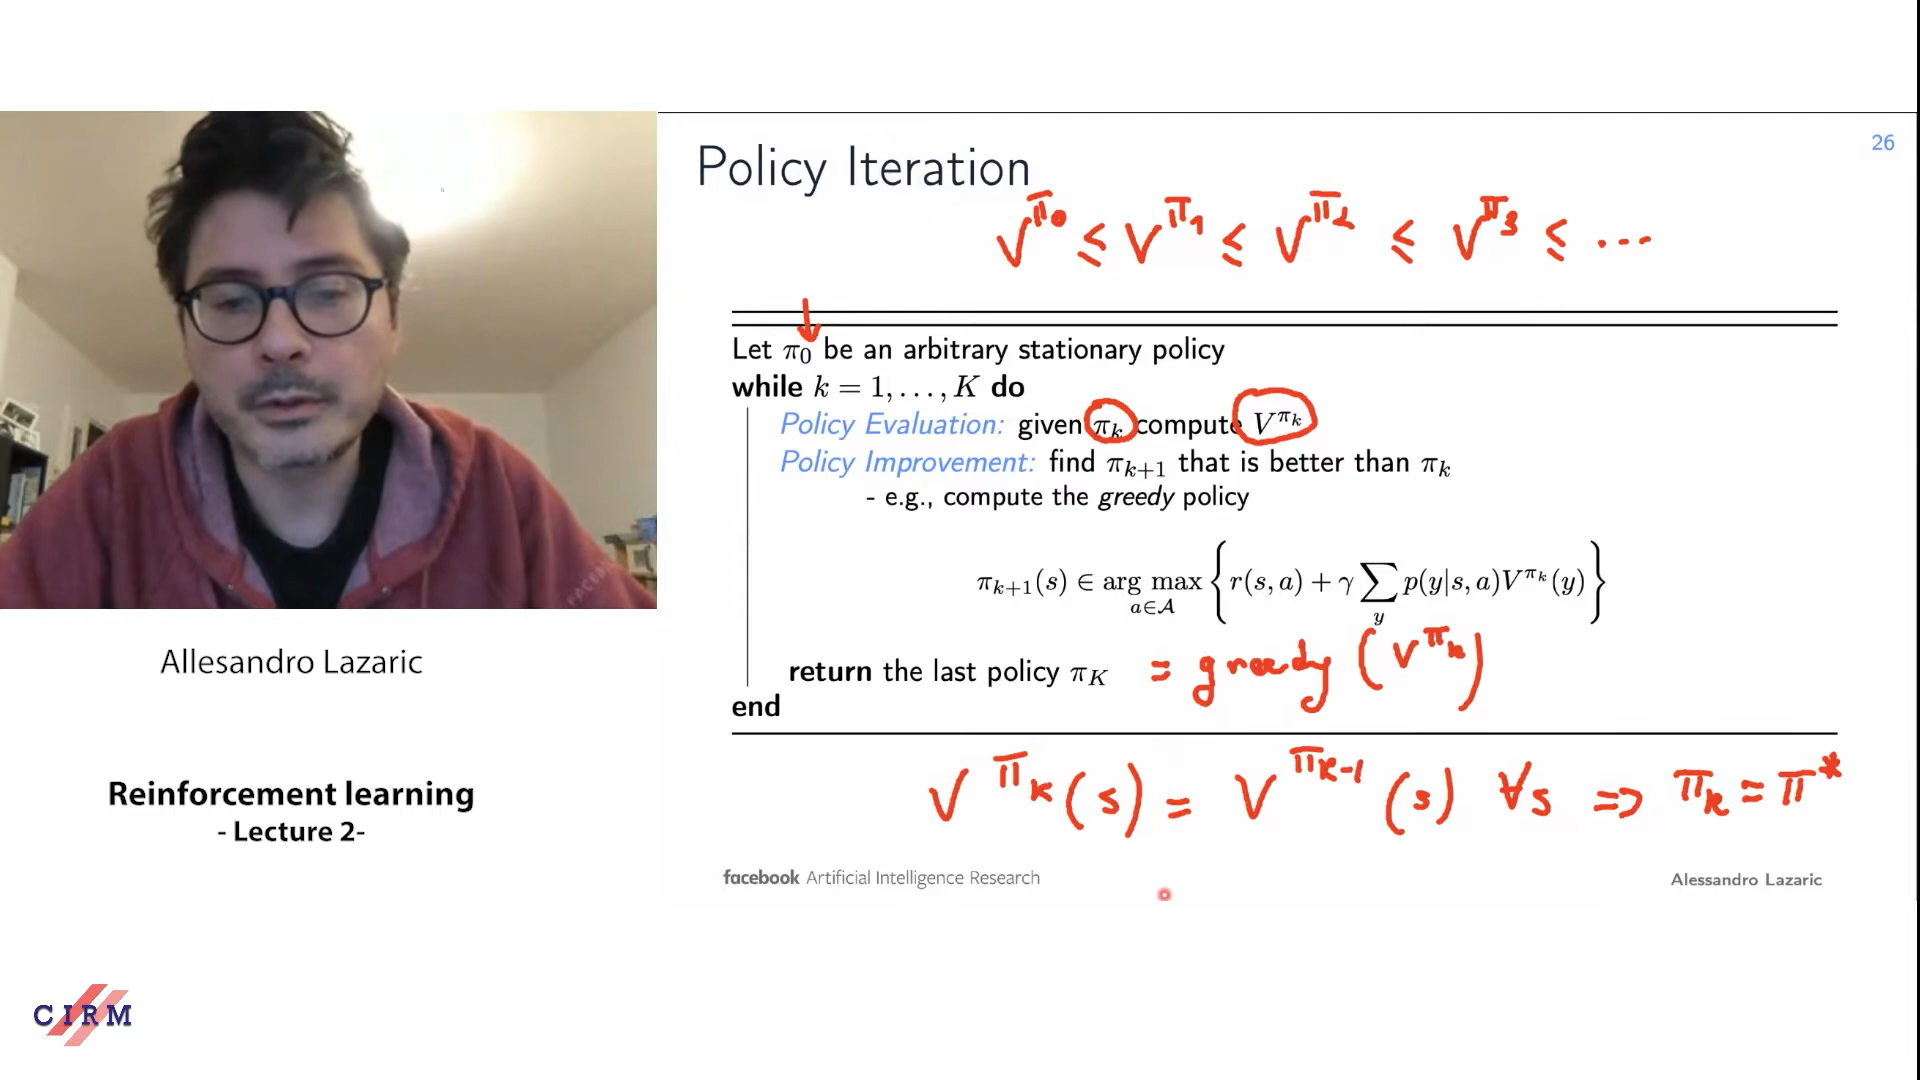 Policy Iteration
26
V^π0 ≤ V^π1 ≤ V^π2 ≤ V^π3 ≤ ...
Let π0 be an arbitrary stationary policy
while k = 1, . . . , K do
Policy Evaluation: given πk compute V^πk
Policy Improvement: find πk+1 that is better than πk
- e.g., compute the greedy policy
πk+1(s) ∈ arg max a∈A { r(s, a) + γ ∑y p(y|s, a)V^πk(y) }
return the last policy πK = greedy (V^πk)
end
V^πk(s) = V^πk-1(s) ∀s ⇒ πk = π*
facebook Artificial Intelligence Research
Alessandro Lazaric
Allesandro Lazaric
Reinforcement learning
- Lecture 2-
CIRM